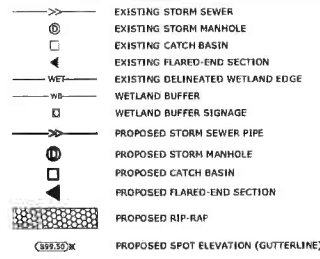 EXISTING STORM SEWER
D EXISTING STORM MANHOLE
EXISTING CATCH BASIN
EXISTING FLARED-END SECTION
WET EXISTING DELINEATED WETLAND EDGE
WB WETLAND BUFFER
WETLAND BUFFER SIGNAGE
PROPOSED STORM SEWER PIPE
D PROPOSED STORM MANHOLE
PROPOSED CATCH BASIN
PROPOSED FLARED-END SECTION
PROPOSED RIP-RAP
899.50 PROPOSED SPOT ELEVATION (GUTTERLINE)